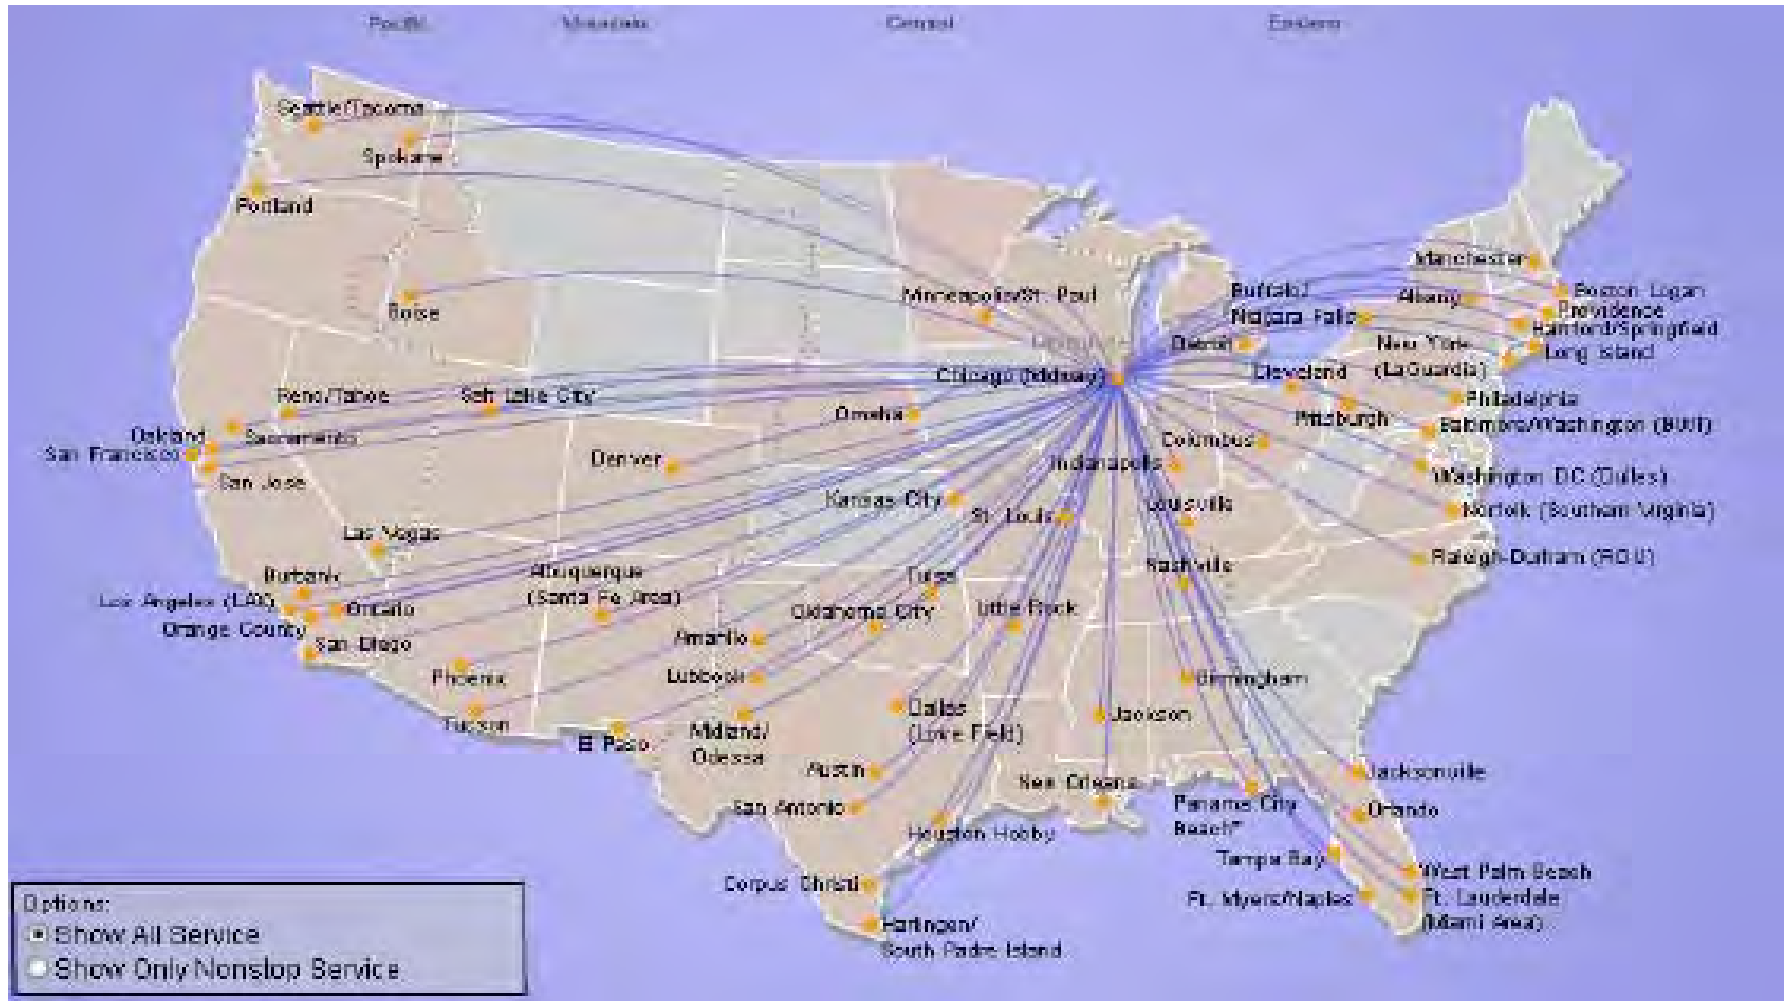 Pacific
Mountain
Central
Eastern
Seattle/Tacoma
Spokane
Portland
Manchester
Boise
Minneapolis/St. Paul
Buffalo/
Niagara Falls
Albany
Boston Logan
Providence
Hartford/Springfield
Long Island
Detroit
New York
(LaGuardia)
Chicago (Midway)
Cleveland
Reno/Tahoe
Salt Lake City
Omaha
Philadelphia
Pittsburgh
Baltimore/Washington (BWI)
Oakland
Sacramento
San Francisco
San Jose
Denver
Columbus
Indianapolis
Washington DC (Dulles)
Kansas City
St. Louis
Louisville
Norfolk (Southern Virginia)
Las Vegas
Raleigh-Durham (RDU)
Burbank
Albuquerque
(Santa Fe Area)
Tulsa
Nashville
Los Angeles (LAX)
Ontario
Oklahoma City
Little Rock
Orange County
San Diego
Amarillo
Phoenix
Lubbock
Birmingham
Tucson
El Paso
Midland/
Odessa
Dallas
(Love Field)
Jackson
Austin
New Orleans
Jacksonville
San Antonio
Panama City
Beach*
Orlando
Houston Hobby
Tampa Bay
West Palm Beach
Corpus Christi
Ft. Myers/Naples
Ft. Lauderdale
(Miami Area)
Harlingen/
South Padre Island
Options:
Show All Service
Show Only Nonstop Service